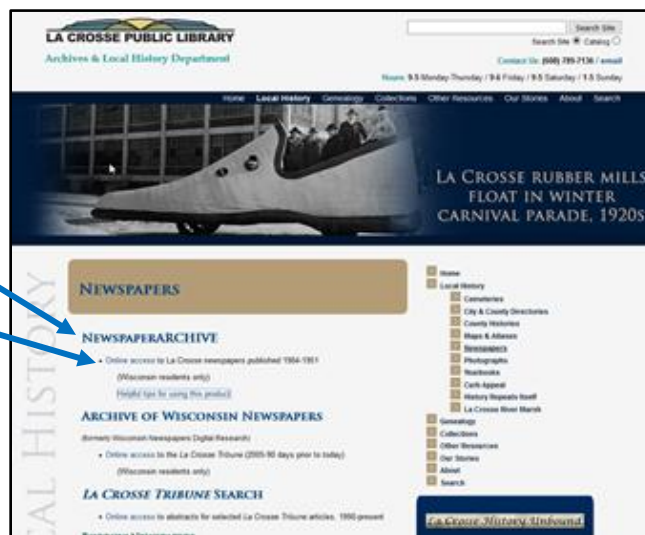 LA CROSSE PUBLIC LIBRARY
Archives & Local History Department
Search Site
Search Site Catalog
Contact Us: (608) 789-7136 / email
Hours: 9-5 Monday-Thursday / 9-6 Friday / 9-5 Saturday / 1-5 Sunday
Home Local History Genealogy Collections Other Resources Our Stories About Search
LA CROSSE RUBBER MILLS
FLOAT IN WINTER
CARNIVAL PARADE, 1920S
CAL HISTORY
NEWSPAPERS
NEWSPAPERARCHIVE
• Online access to La Crosse newspapers published
(Wisconsin residents only)
Helpful tips for using this product
ARCHIVE OF WISCONSIN NEWSPAPERS
(formerly Wisconsin Newspapers Digital Research)
• Online access to the La Crosse Tribune (2005-90 days prior to today)
(Wisconsin residents only)
LA CROSSE TRIBUNE SEARCH
• Online access to abstracts for selected La Crosse Tribune articles, 1990-present
Home
Local History
Cemeteries
City & County Directories
County Histories
Maps & Atlases
Newspapers
Photographs
Yearbooks
Curb Appeal
History Repeats Itself
La Crosse River Marsh
Genealogy
Collections
Other Resources
Our Stories
About
Search
La Crosse History Unbound